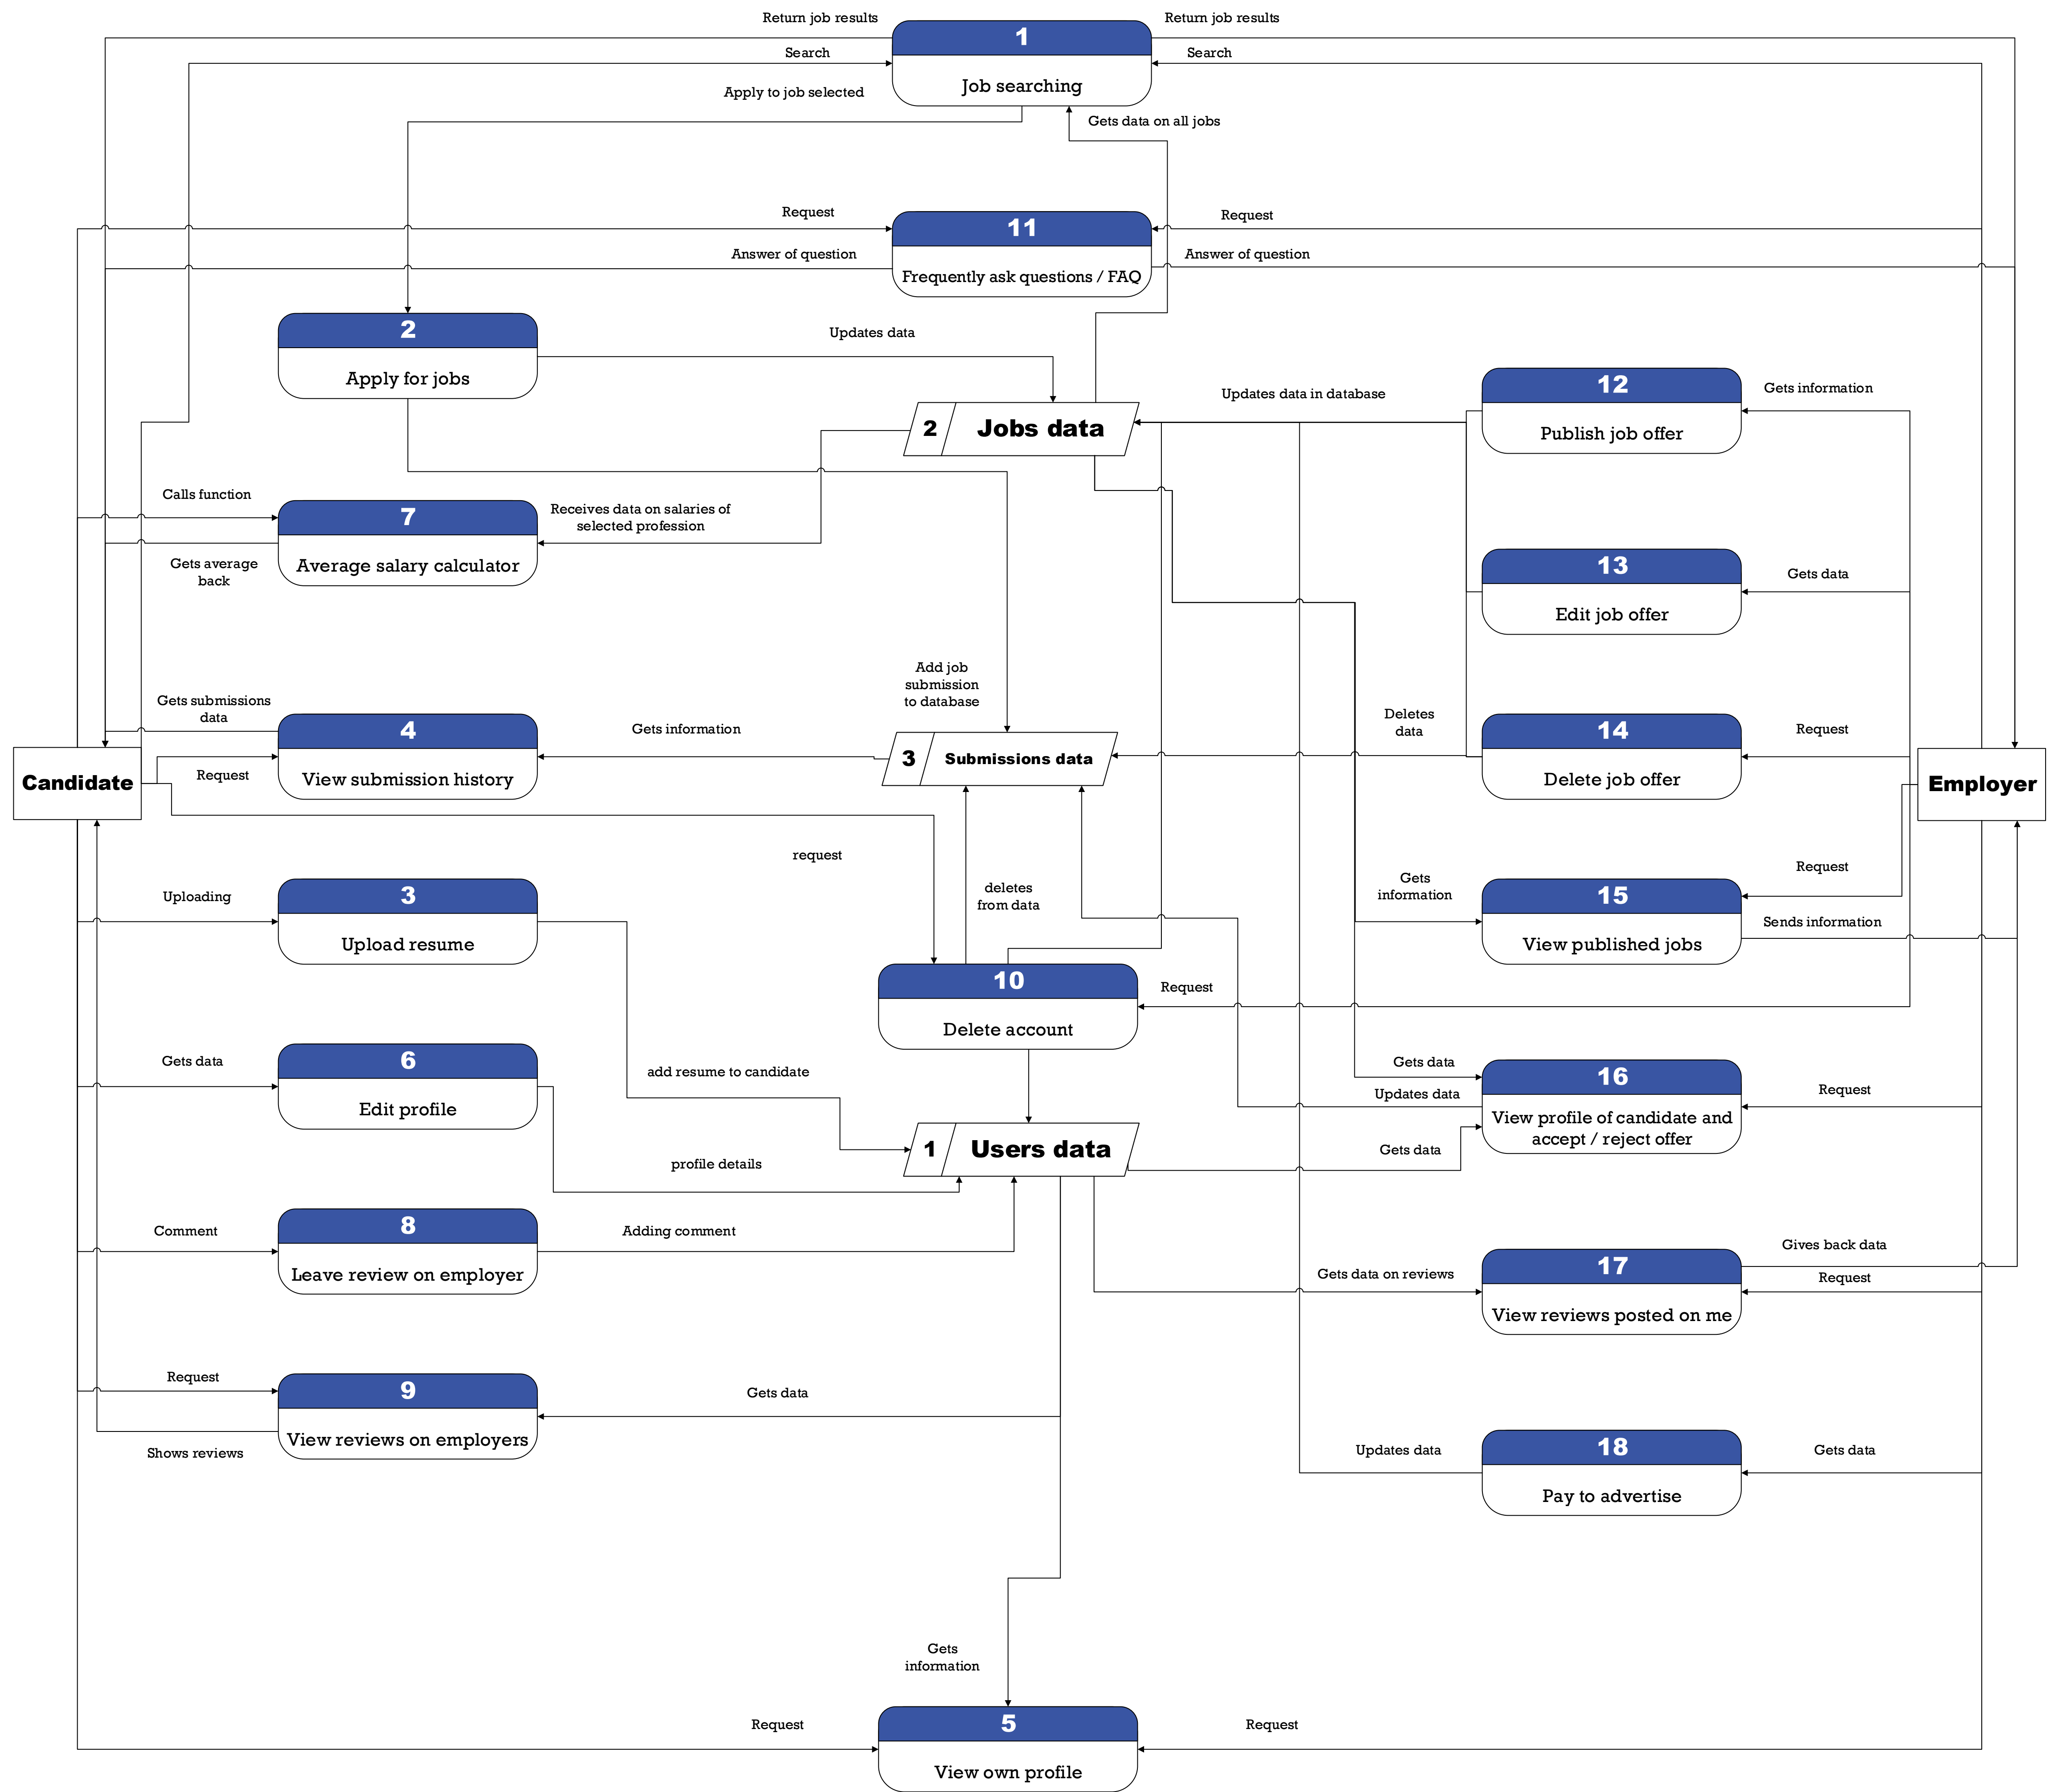 Return job results
Return job results
1
Search
Search
Job searching
Apply to job selected
Gets data on all jobs
Request
Request
11
Answer of question
Answer of question
Frequently ask questions / FAQ
2
Updates data
Apply for jobs
Updates data in database
12
Gets information
2
Jobs data
Publish job offer
Calls function
7
Receives data on salaries of
selected profession
Average salary calculator
Gets average
back
13
Gets data
Edit job offer
Add job
submission
to database
Gets submissions
data
4
Gets information
Request
View submission history
Deletes
data
14
Request
3
Submissions data
Delete job offer
Candidate
Employer
request
Uploading
3
Upload resume
deletes
from data
Gets
information
15
Request
Sends information
View published jobs
10
Request
Delete account
Gets data
6
Edit profile
add resume to candidate
Gets data
16
Updates data
Request
View profile of candidate and
accept / reject offer
1
Users data
Gets data
profile details
Comment
8
Adding comment
Leave review on employer
Gives back data
17
Gets data on reviews
Request
View reviews posted on me
Request
9
Gets data
View reviews on employers
Shows reviews
Updates data
18
Gets data
Pay to advertise
Gets
information
Request
5
Request
View own profile